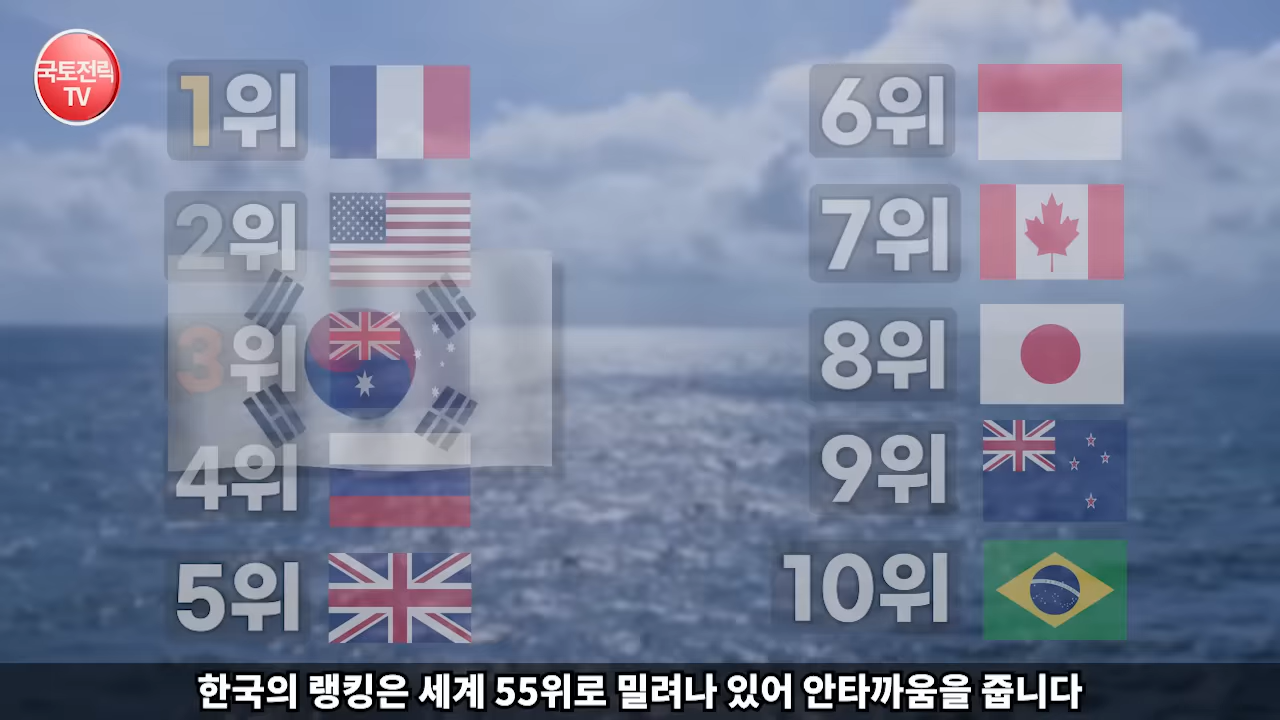 국토전략
TV
1위
2위
3위
4위
5위
6위
7위
8위
9위
10위
한국의 랭킹은 세계 55위로 밀려나 있어 안타까움을 줍니다